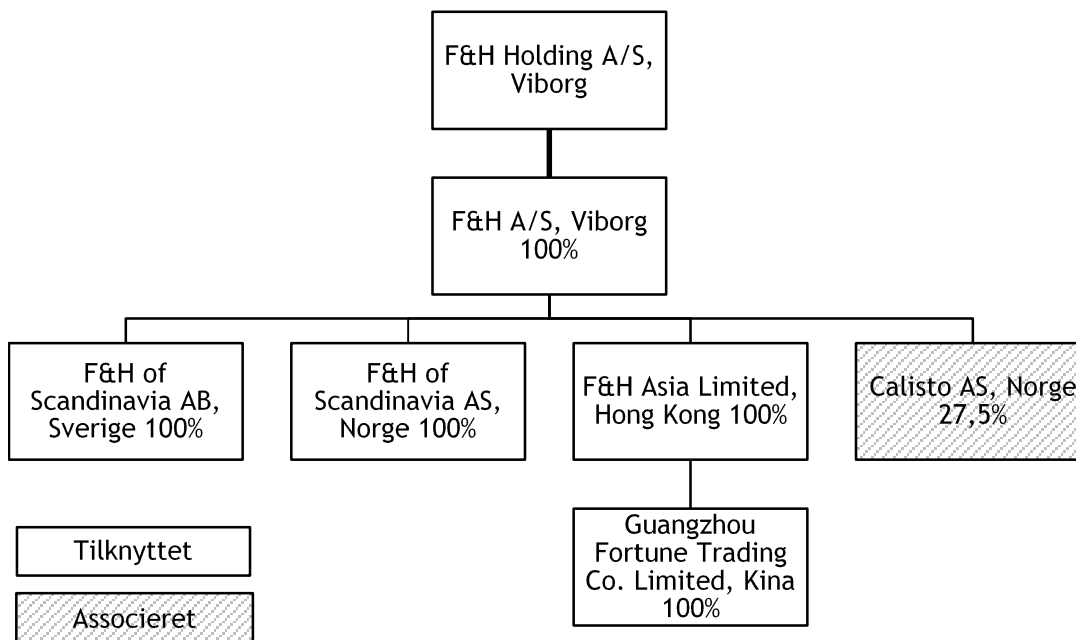 F&H Holding A/S,
Viborg
F&H A/S, Viborg
100%
F&H of
Scandinavia AB,
Sverige 100%
F&H of
Scandinavia AS,
Norge 100%
F&H Asia Limited,
Hong Kong 100%
Calisto AS, Norge
27,5%
Guangzhou
Fortune Trading
Co. Limited, Kina
100%
Tilknyttet
Associeret